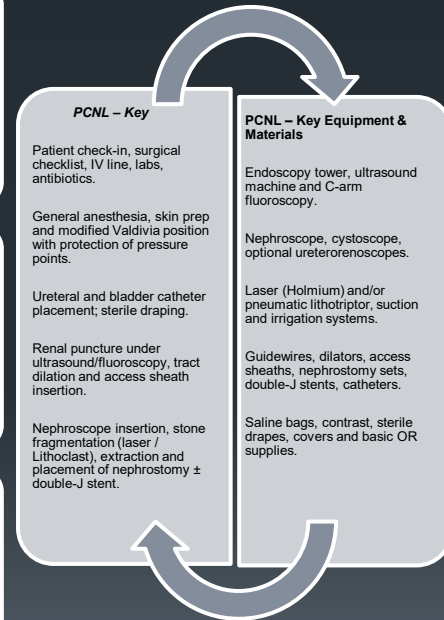 PCNL – Key
Patient check-in, surgical
checklist, IV line, labs,
antibiotics.
General anesthesia, skin prep
and modified Valdivia position
with protection of pressure
points.
Ureteral and bladder catheter
placement; sterile draping.
Renal puncture under
ultrasound/fluoroscopy, tract
dilation and access sheath
insertion.
Nephroscope insertion, stone
fragmentation (laser /
Lithoclast), extraction and
placement of nephrostomy ±
double-J stent.
PCNL – Key Equipment &
Materials
Endoscopy tower, ultrasound
machine and C-arm
fluoroscopy.
Nephroscope, cystoscope,
optional ureterorenoscopes.
Laser (Holmium) and/or
pneumatic lithotriptor, suction
and irrigation systems.
Guidewires, dilators, access
sheaths, nephrostomy sets,
double-J stents, catheters.
Saline bags, contrast, sterile
drapes, covers and basic OR
supplies.